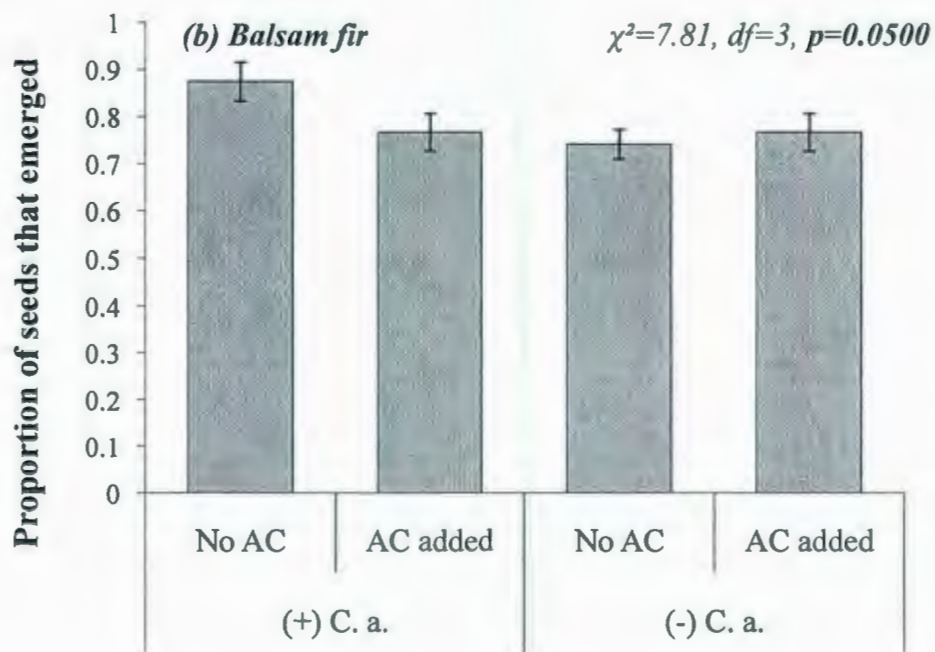 Proportion of seeds that emerged
(b) Balsam fir
χ²=7.81, df=3, p=0.0500
1
0.9
0.8
0.7
0.6
0.5
0.4
0.3
0.2
0.1
0
No AC
AC added
No AC
AC added
(+) C. a.
(-) C. a.